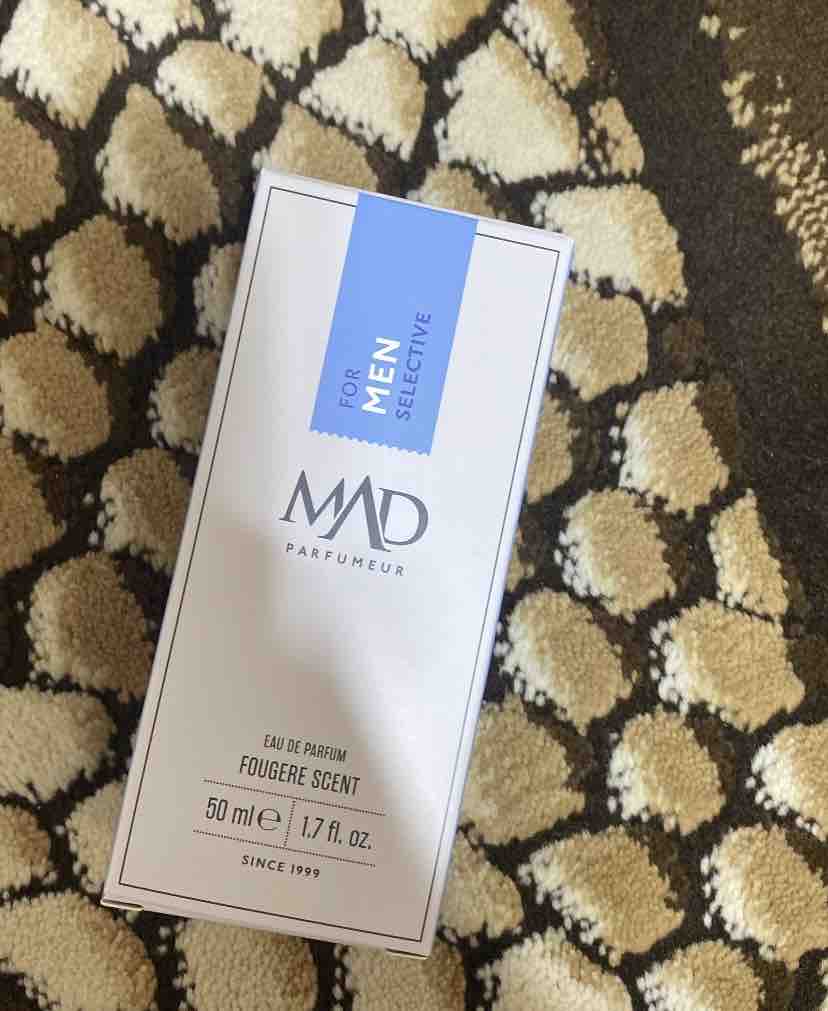 FOR
MEN
SELECTIVE
MAD
PARFUMEUR
EAU DE PARFUM
FOUGERE SCENT
50 ml ℮ 1.7 fl. oz.
SINCE 1999